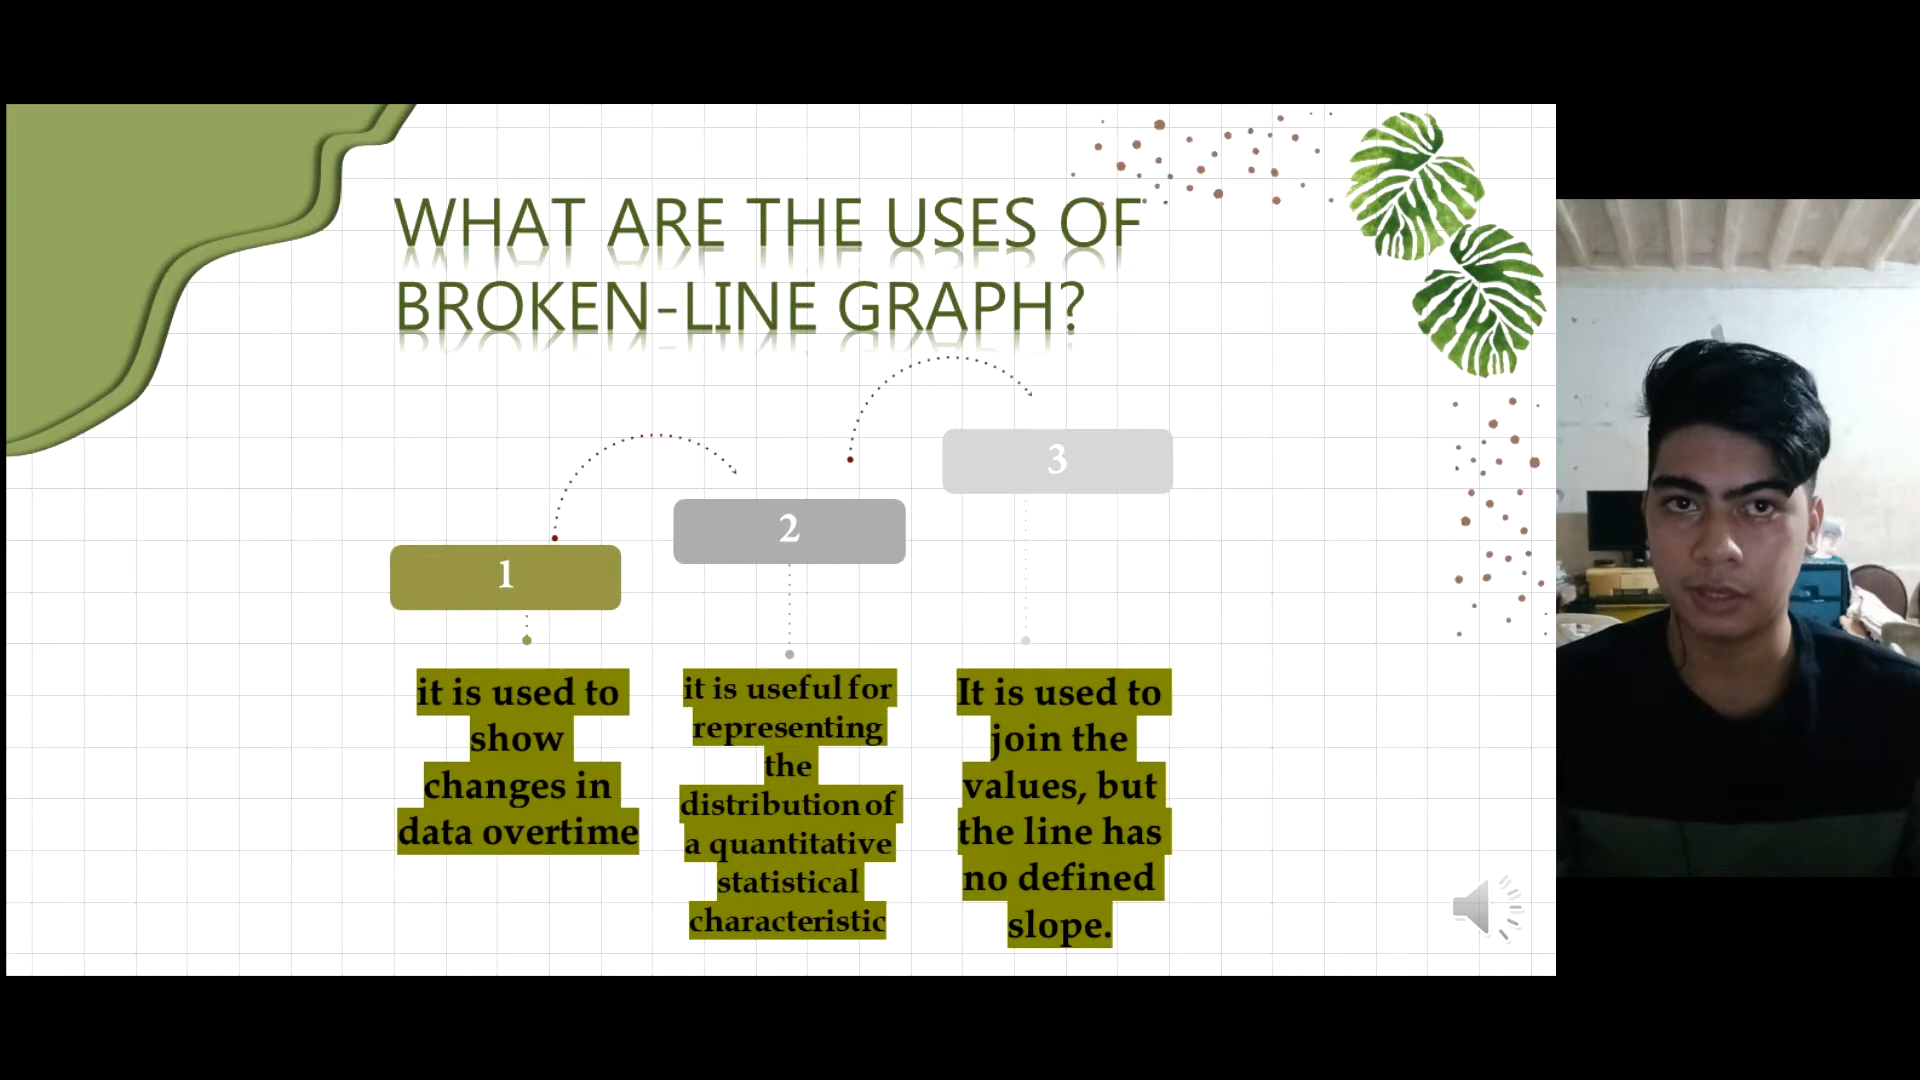 WHAT ARE THE USES OF
BROKEN-LINE GRAPH?
1
it is used to
show
changes in
data overtime
2
it is useful for
representing
the
distribution of
a quantitative
statistical
characteristic
3
It is used to
join the
values, but
the line has
no defined
slope.